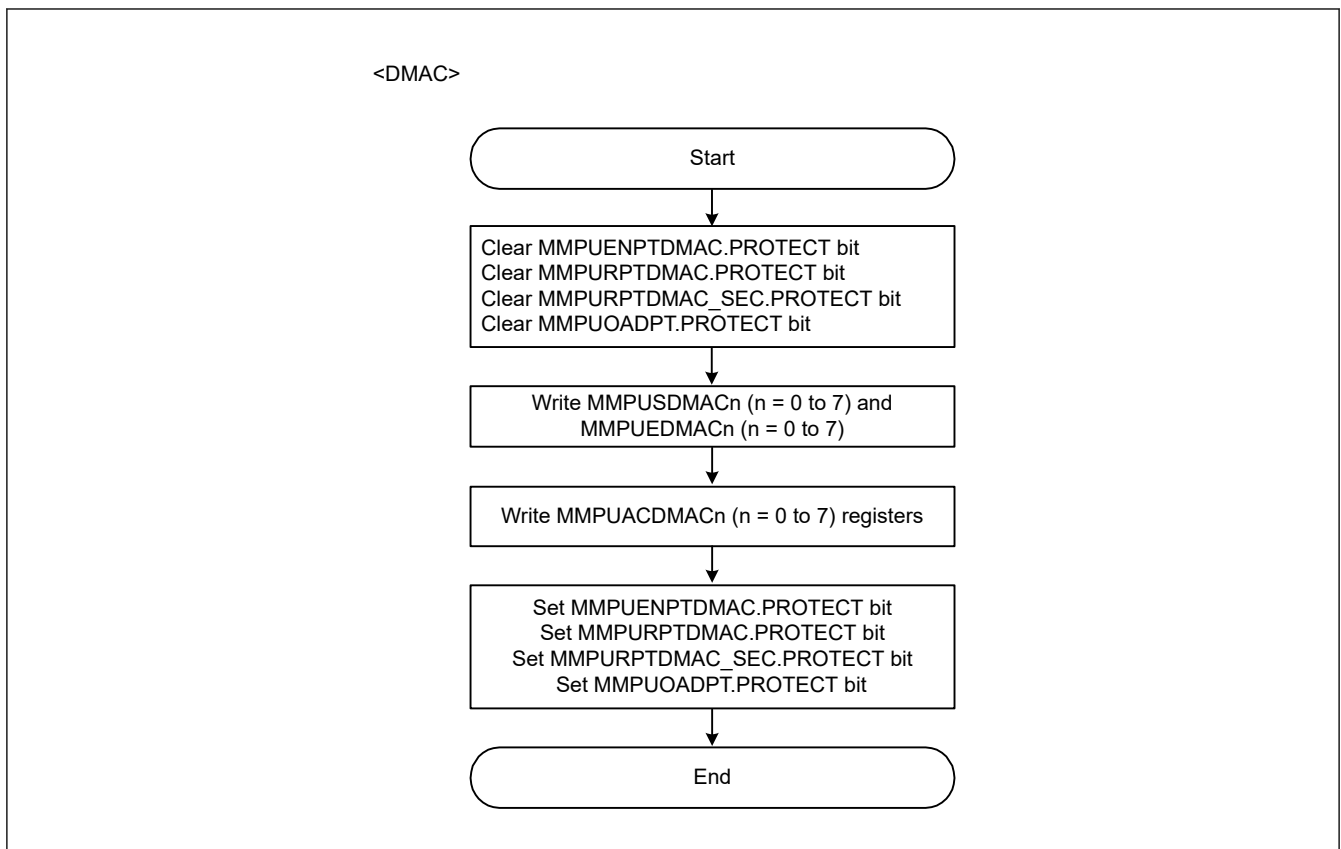 <DMAC>
Start
Clear MMPUENPTDMAC.PROTECT bit
Clear MMPURPTDMAC.PROTECT bit
Clear MMPURPTDMAC_SEC.PROTECT bit
Clear MMPUOADPT.PROTECT bit
Write MMPUSDMACn (n = 0 to 7) and
MMPUEDMACn (n = 0 to 7)
Write MMPUACDMACn (n = 0 to 7) registers
Set MMPUENPTDMAC.PROTECT bit
Set MMPURPTDMAC.PROTECT bit
Set MMPURPTDMAC_SEC.PROTECT bit
Set MMPUOADPT.PROTECT bit
End